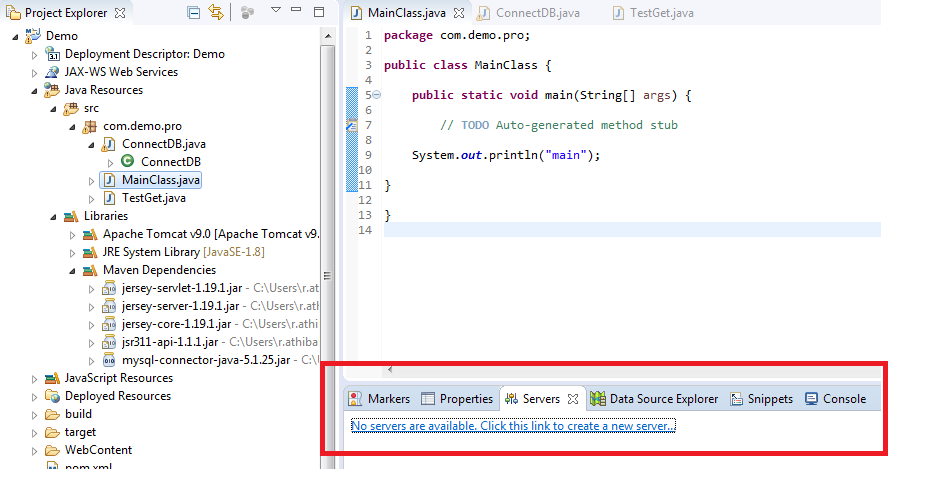 Project Explorer
Demo
Deployment Descriptor: Demo
JAX-WS Web Services
Java Resources
src
com.demo.pro
ConnectDB.java
ConnectDB
MainClass.java
TestGet.java
Libraries
Apache Tomcat v9.0 [Apache Tomcat v9.
JRE System Library [JavaSE-1.8]
Maven Dependencies
jersey-servlet-1.19.1.jar - C:\Users\r.at
jersey-server-1.19.1.jar - C:\Users\r.ath
jersey-core-1.19.1.jar - C:\Users\r.athi
jsr311-api-1.1.1.jar - C:\Users\r.athiba
mysql-connector-java-5.1.25.jar - C:\
JavaScript Resources
Deployed Resources
build
target
WebContent
pom.xml
MainClass.java ConnectDB.java TestGet.java
1 package com.demo.pro;
2
3 public class MainClass {
4
5 public static void main(String[] args) {
6
7 // TODO Auto-generated method stub
8
9 System.out.println("main");
10
11 }
12
13 }
14
Markers Properties Servers Data Source Explorer Snippets Console
No servers are available. Click this link to create a new server...